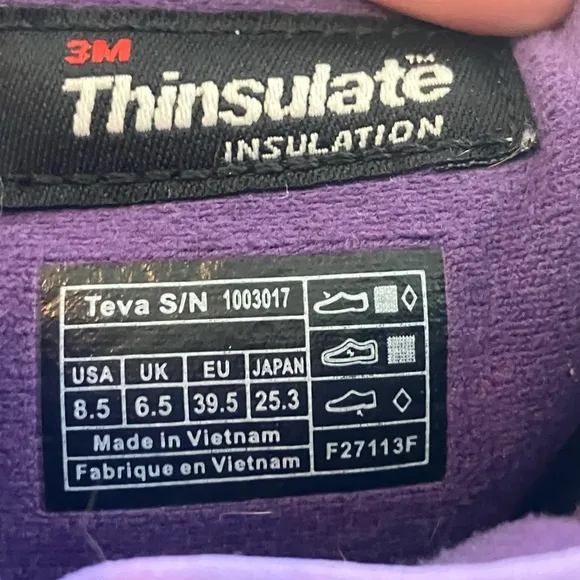 3M
Thinsulate™
INSULATION
Teva S/N 1003017
USA UK EU JAPAN
8.5 6.5 39.5 25.3
Made in Vietnam
Fabrique en Vietnam
F27113F